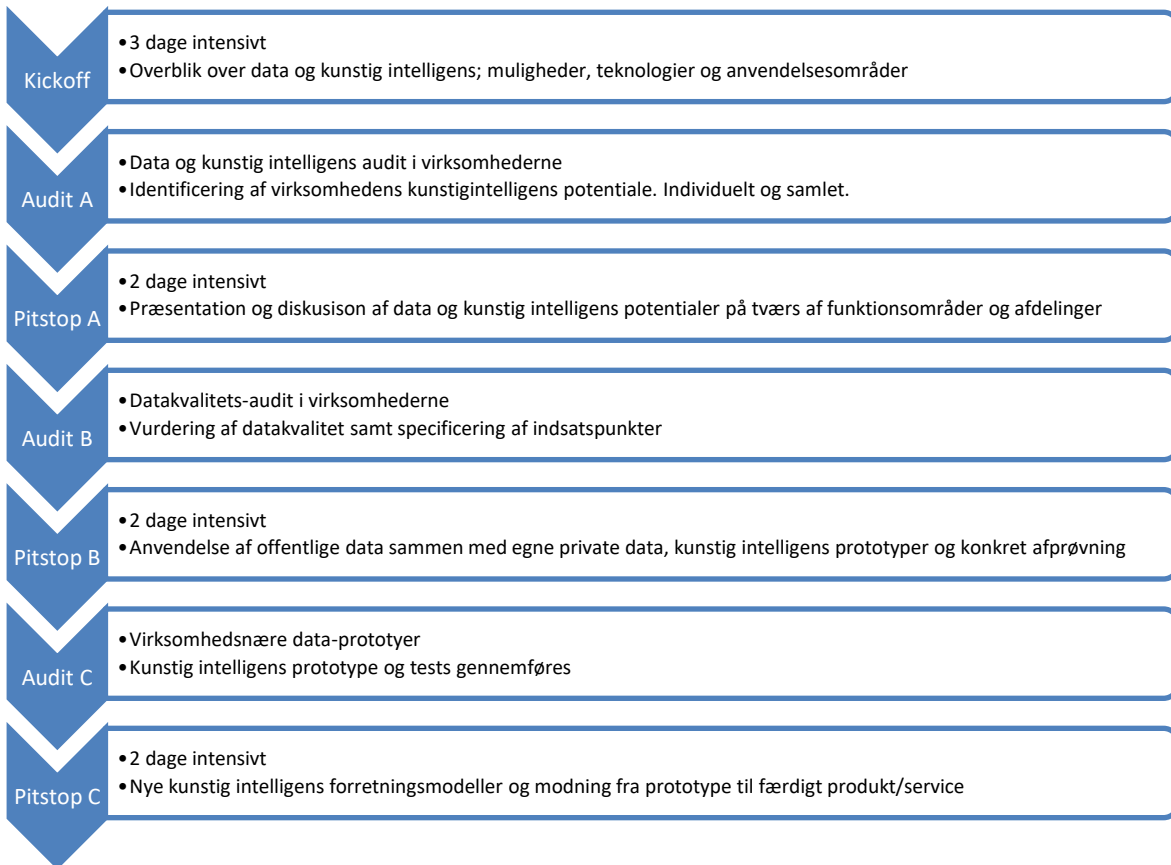 Kickoff
•3 dage intensivt
•Overblik over data og kunstig intelligens; muligheder, teknologier og anvendelsesområder
Audit A
•Data og kunstig intelligens audit i virksomhederne
•Identificering af virksomhedens kunstigintelligens potentiale. Individuelt og samlet.
Pitstop A
•2 dage intensivt
•Præsentation og diskusison af data og kunstig intelligens potentialer på tværs af funktionsområder og afdelinger
Audit B
•Datakvalitets-audit i virksomhederne
•Vurdering af datakvalitet samt specificering af indsatspunkter
Pitstop B
•2 dage intensivt
•Anvendelse af offentlige data sammen med egne private data, kunstig intelligens prototyper og konkret afprøvning
Audit C
•Virksomhedsnære data-prototyer
•Kunstig intelligens prototype og tests gennemføres
Pitstop C
•2 dage intensivt
•Nye kunstig intelligens forretningsmodeller og modning fra prototype til færdigt produkt/service